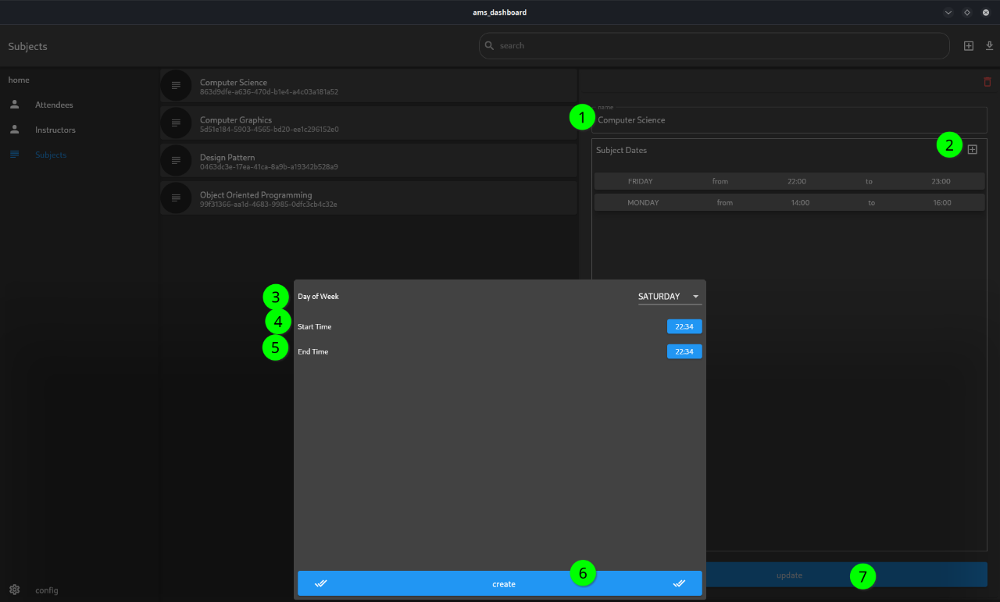 ams_dashboard
Subjects
search
home
Attendees
Instructors
Subjects
config
Computer Science
863d9dfe-a636-470d-b1e4-a4c03a181a52
Computer Graphics
5d51e184-5903-4565-bd20-ee1c296152e0
Design Pattern
0463dc3e-17ea-41ca-8a9b-a19342b528a9
Object Oriented Programming
99f31366-aa1d-4683-9985-0dfc3cb4c32e
name
1 Computer Science
Subject Dates 2
FRIDAY from 22:00 to 23:00
MONDAY from 14:00 to 16:00
3 Day of Week SATURDAY
4 Start Time 22:34
5 End Time 22:34
6
create
update 7